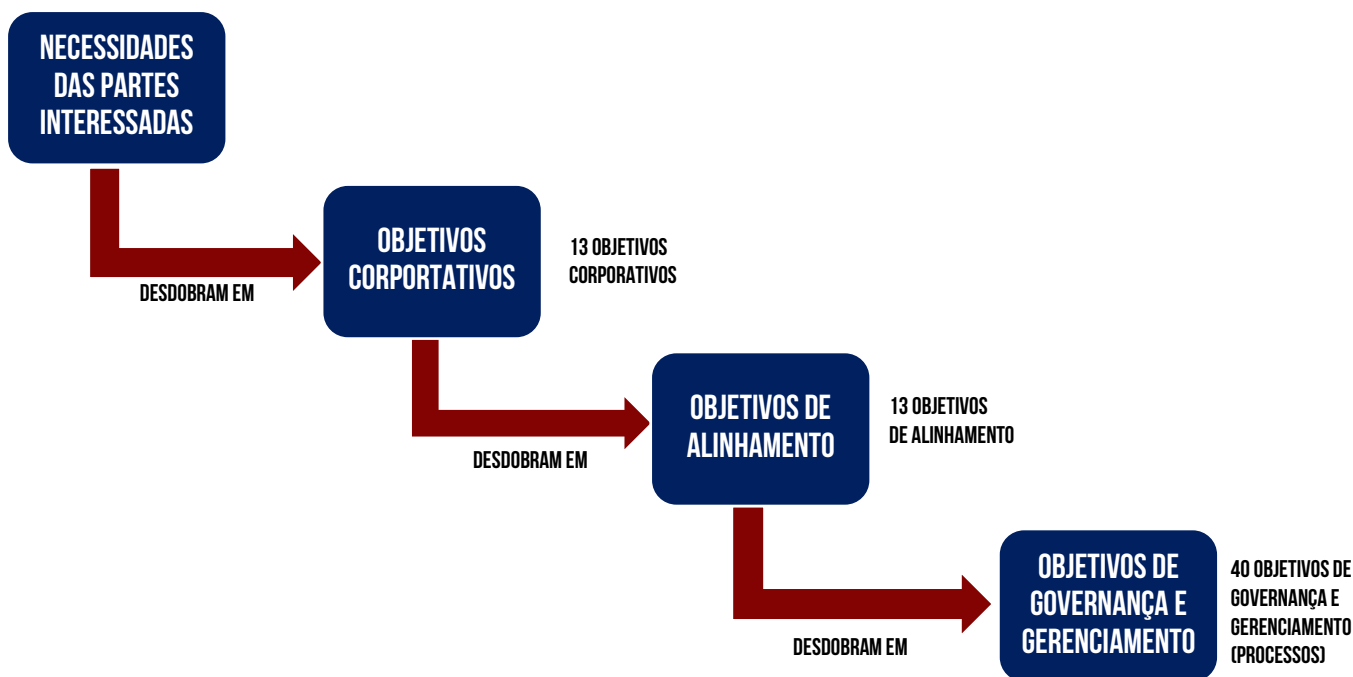 NECESSIDADES
DAS PARTES
INTERESSADAS
DESDOBRAM EM
OBJETIVOS
CORPORTATIVOS
13 OBJETIVOS
CORPORATIVOS
DESDOBRAM EM
OBJETIVOS DE
ALINHAMENTO
13 OBJETIVOS
DE ALINHAMENTO
DESDOBRAM EM
OBJETIVOS DE
GOVERNANÇA E
GERENCIAMENTO
40 OBJETIVOS DE
GOVERNANÇA E
GERENCIAMENTO
(PROCESSOS)